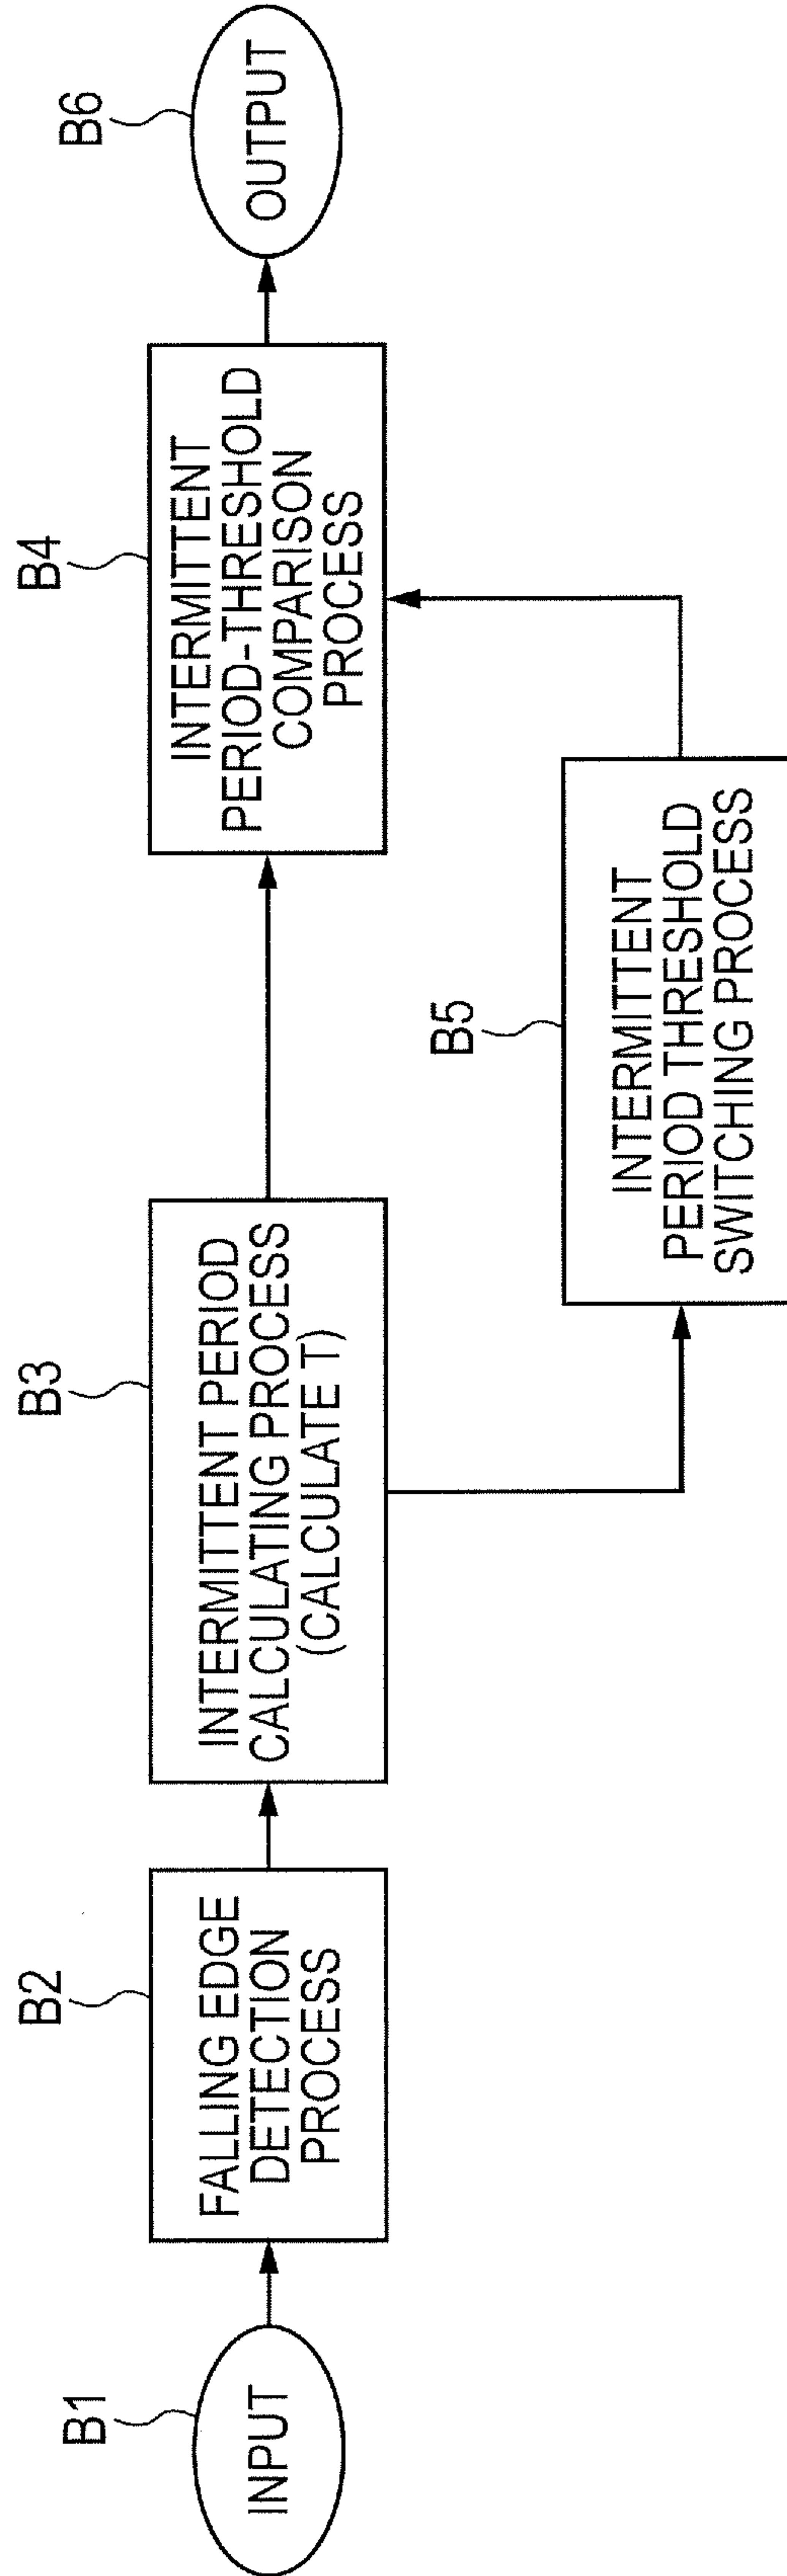 B1
INPUT
B2
FALLING EDGE
DETECTION
PROCESS
B3
INTERMITTENT PERIOD
CALCULATING PROCESS
(CALCULATE T)
B4
INTERMITTENT
PERIOD-THRESHOLD
COMPARISON
PROCESS
B5
INTERMITTENT
PERIOD THRESHOLD
SWITCHING PROCESS
B6
OUTPUT